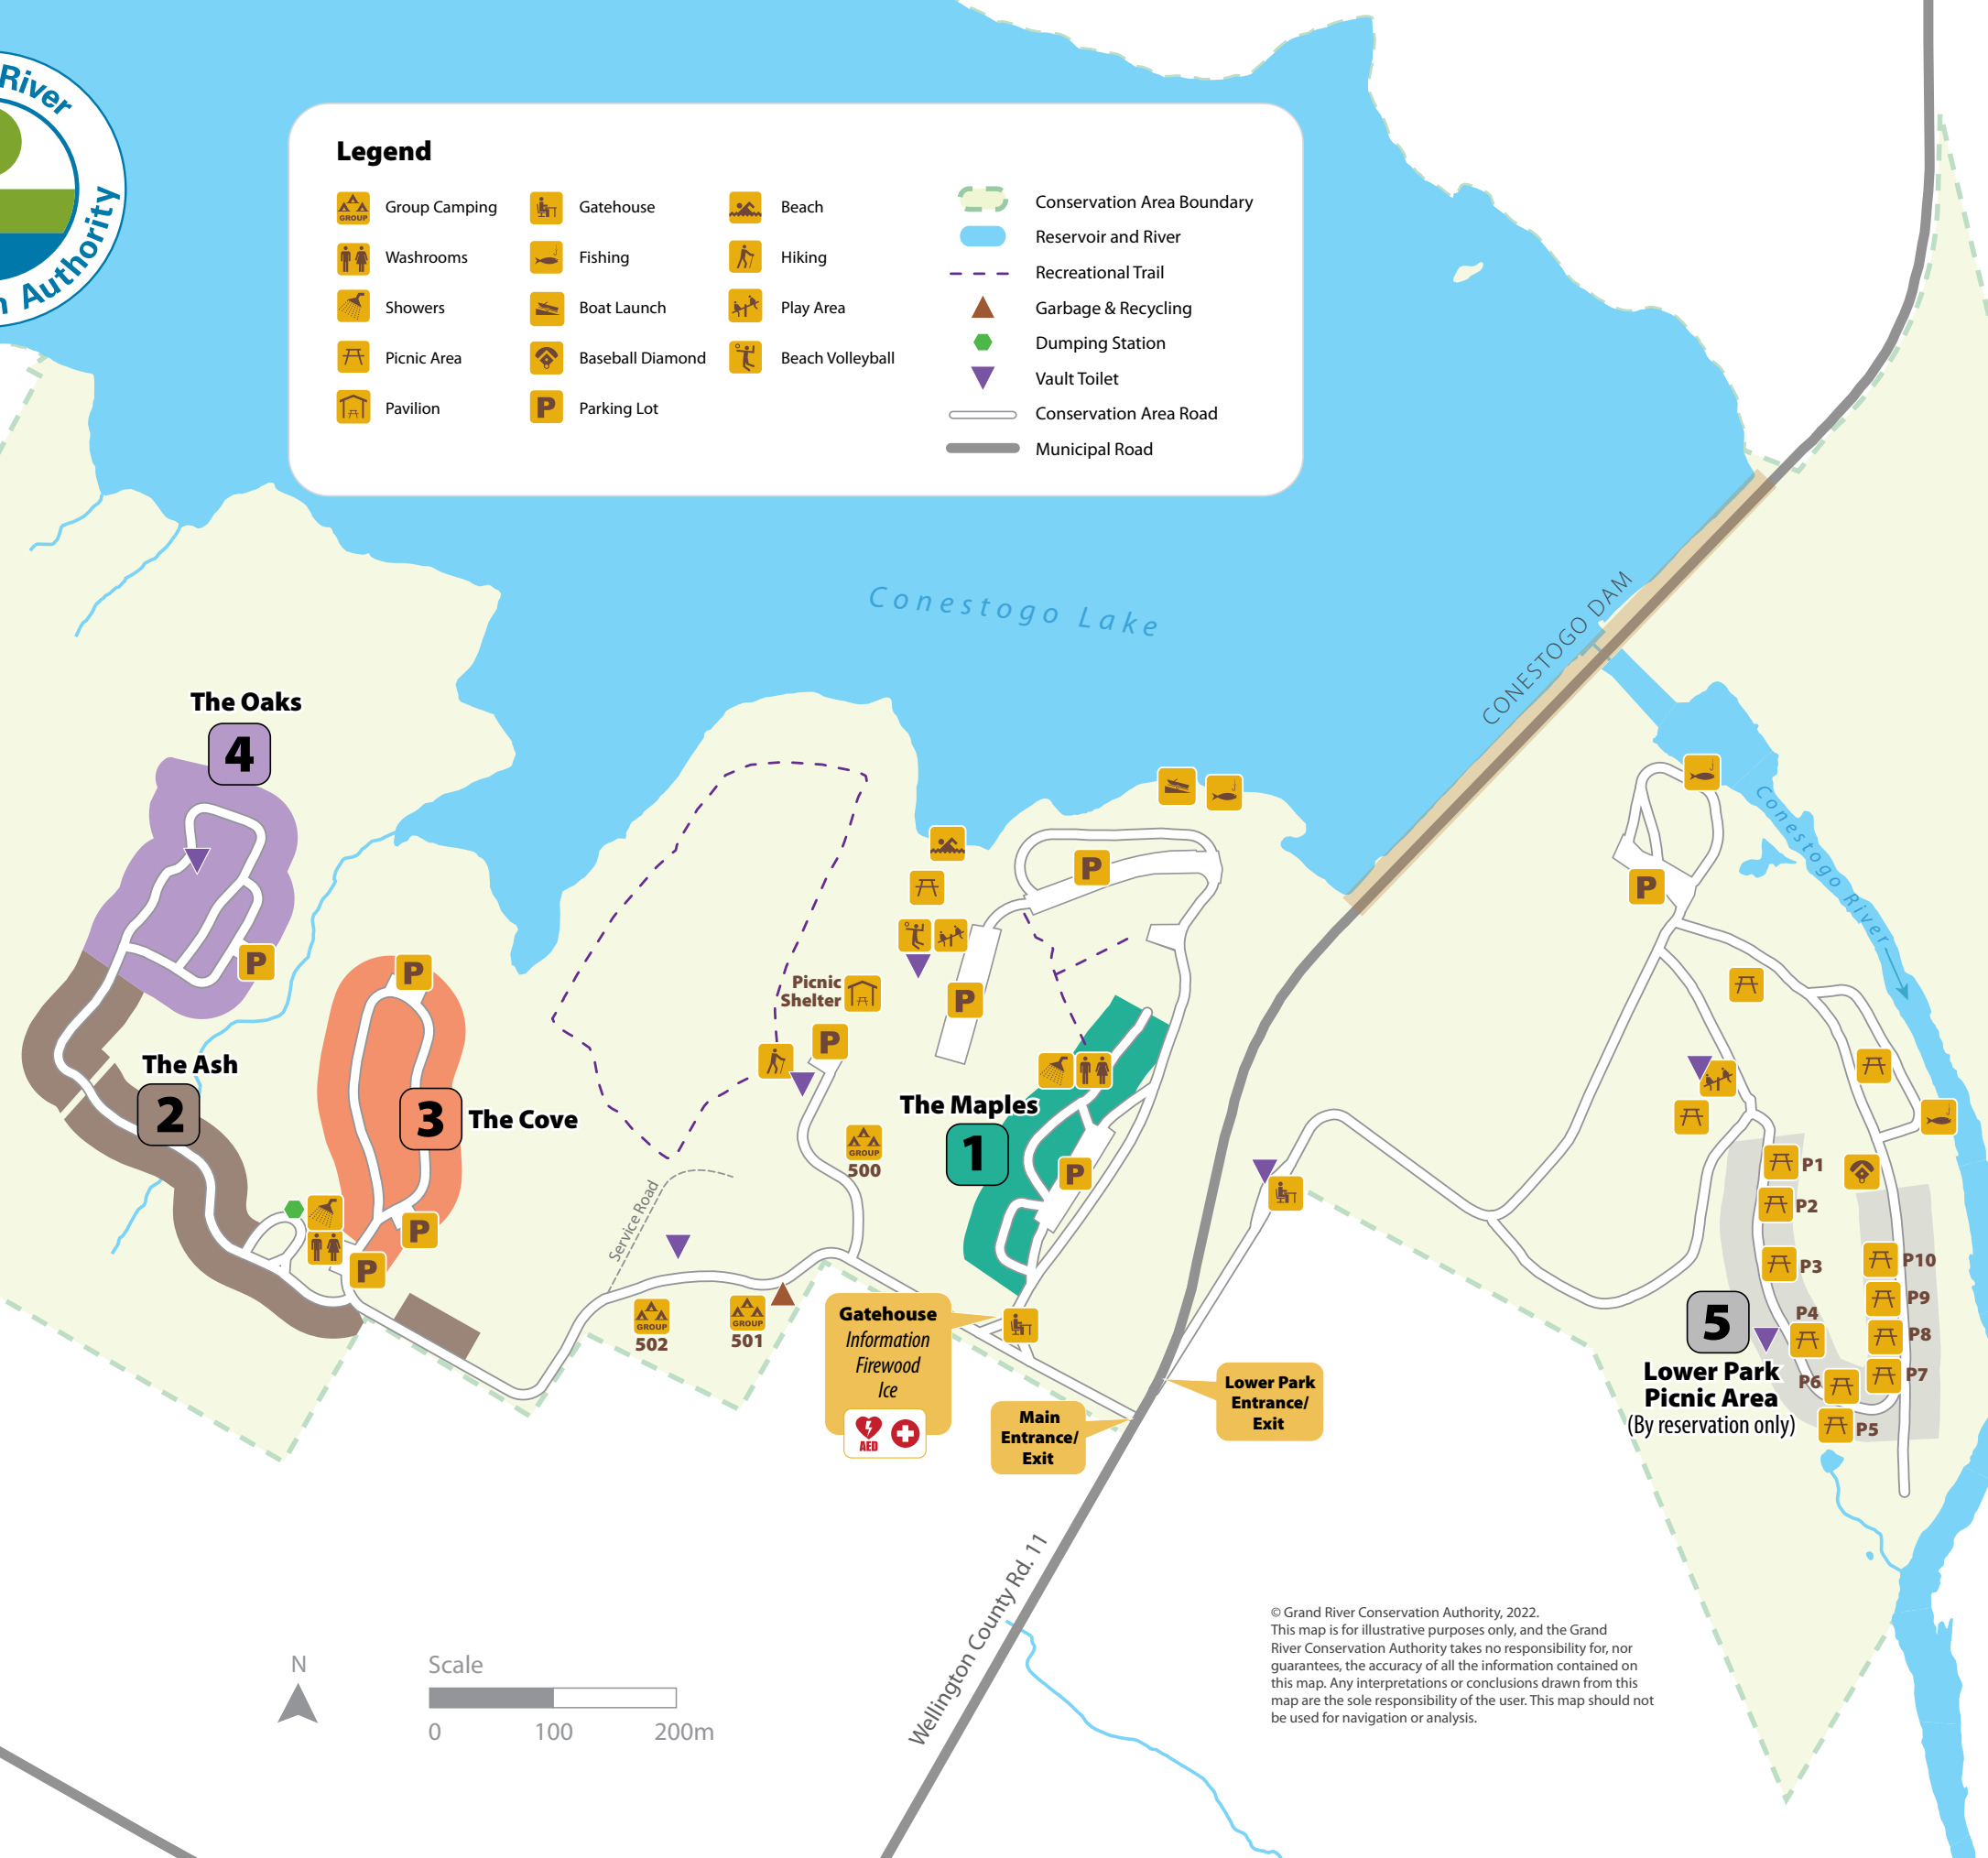 River
Authority
Legend
Group Camping
Washrooms
Showers
Picnic Area
Pavilion
Gatehouse
Fishing
Boat Launch
Baseball Diamond
Parking Lot
Beach
Hiking
Play Area
Beach Volleyball
Conservation Area Boundary
Reservoir and River
Recreational Trail
Garbage & Recycling
Dumping Station
Vault Toilet
Conservation Area Road
Municipal Road
GROUP
P
Conestogo Lake
CONESTOGO DAM
Conestogo River
The Oaks
4
P
The Ash
2
P
3
The Cove
P
P
Picnic
Shelter
P
P
P
GROUP
500
The Maples
1
P
Service Road
GROUP
502
GROUP
501
Gatehouse
Information
Firewood
Ice
AED
Main
Entrance/
Exit
Lower Park
Entrance/
Exit
P
P1
P2
P3
P4
P5
P6
P7
P8
P9
P10
5
Lower Park
Picnic Area
(By reservation only)
Wellington County Rd. 11
N
Scale
0 100 200m
© Grand River Conservation Authority, 2022.
This map is for illustrative purposes only, and the Grand
River Conservation Authority takes no responsibility for, nor
guarantees, the accuracy of all the information contained on
this map. Any interpretations or conclusions drawn from this
map are the sole responsibility of the user. This map should not
be used for navigation or analysis.